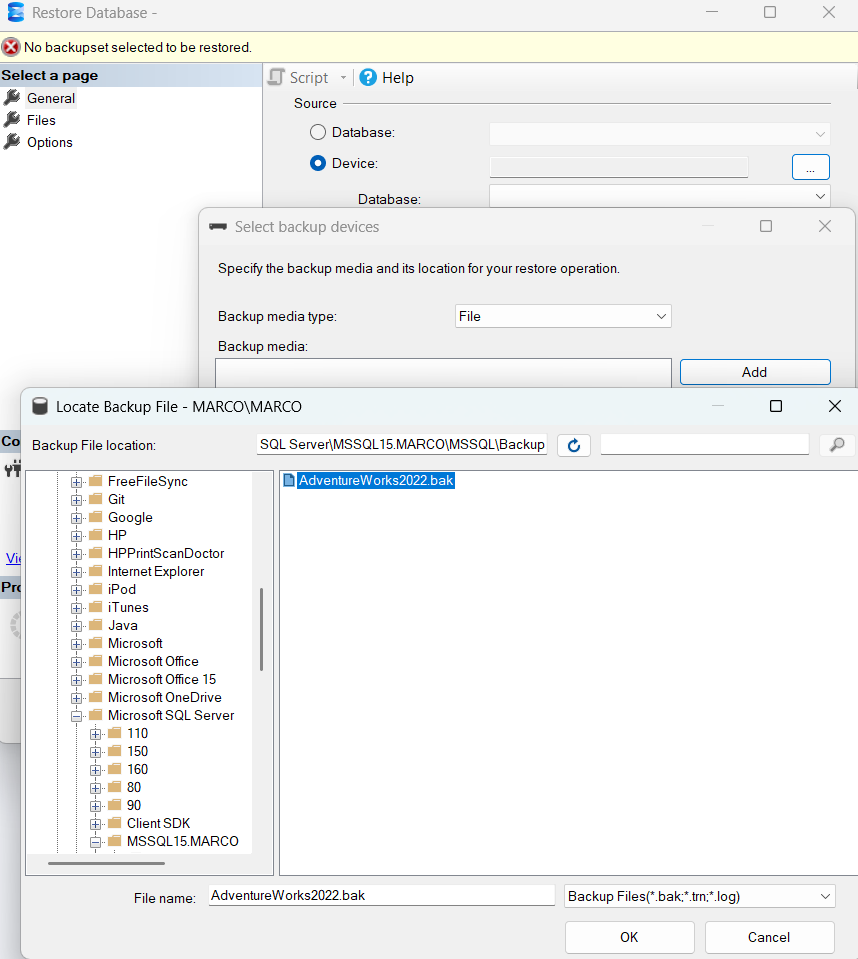 Restore Database -
No backupset selected to be restored.
Select a page
General
Files
Options
Script
Help
Source
Database:
Device:
...
Database:
Select backup devices
Specify the backup media and its location for your restore operation.
Backup media type:
File
Backup media:
Add
Co
Vi
Pro
Locate Backup File - MARCO\MARCO
Backup File location:
SQL Server\MSSQL15.MARCO\MSSQL\Backup
FreeFileSync
Git
Google
HP
HPPrintScanDoctor
Internet Explorer
iPod
iTunes
Java
Microsoft
Microsoft Office
Microsoft Office 15
Microsoft OneDrive
Microsoft SQL Server
110
150
160
80
90
Client SDK
MSSQL15.MARCO
AdventureWorks2022.bak
File name:
AdventureWorks2022.bak
Backup Files(*.bak;*.trn;*.log)
OK
Cancel